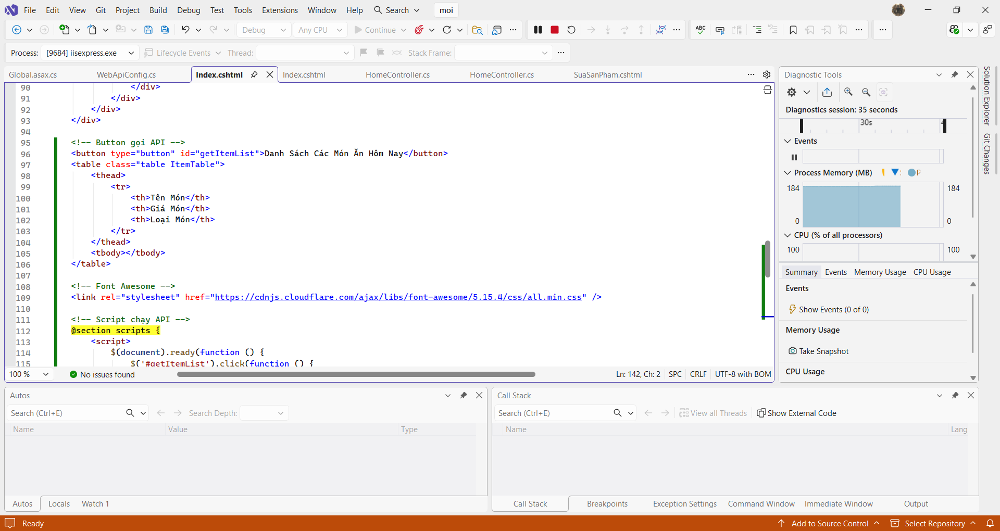 File Edit View Git Project Build Debug Test Tools Extensions Window Help Search moi
Debug Any CPU Continue
Process: [9684] iisexpress.exe Lifecycle Events Thread: Stack Frame:
Global.asax.cs WebApiConfig.cs Index.cshtml Index.cshtml HomeController.cs HomeController.cs SuaSanPham.cshtml
90 </div>
91 </div>
92 </div>
93 </div>
94
95 <!-- Button gọi API -->
96 <button type="button" id="getItemList">Danh Sách Các Món Ăn Hôm Nay</button>
97 <table class="table ItemTable">
98 <thead>
99 <tr>
100 <th>Tên Món</th>
101 <th>Giá Món</th>
102 <th>Loại Món</th>
103 </tr>
104 </thead>
105 <tbody></tbody>
106 </table>
107
108 <!-- Font Awesome -->
109 <link rel="stylesheet" href="https://cdnjs.cloudflare.com/ajax/libs/font-awesome/5.15.4/css/all.min.css" />
110
111 <!-- Script chạy API -->
112 @section scripts {
113 <script>
114 $(document).ready(function () {
115 $('#getItemList').click(function () {
100 % No issues found Ln: 142, Ch: 2 SPC CRLF UTF-8 with BOM
Diagnostic Tools
Diagnostics session: 35 seconds
30s
Events
Process Memory (MB) P
184 184
0 0
CPU (% of all processors)
100 100
Summary Events Memory Usage CPU Usage
Events
Show Events (0 of 0)
Memory Usage
Take Snapshot
CPU Usage
Solution Explorer
Git Changes
Autos
Search (Ctrl+E) Search Depth:
Name Value Type
Autos Locals Watch 1
Call Stack
Search (Ctrl+E) View all Threads Show External Code
Name Lang
Call Stack Breakpoints Exception Settings Command Window Immediate Window Output
Ready Add to Source Control Select Repository